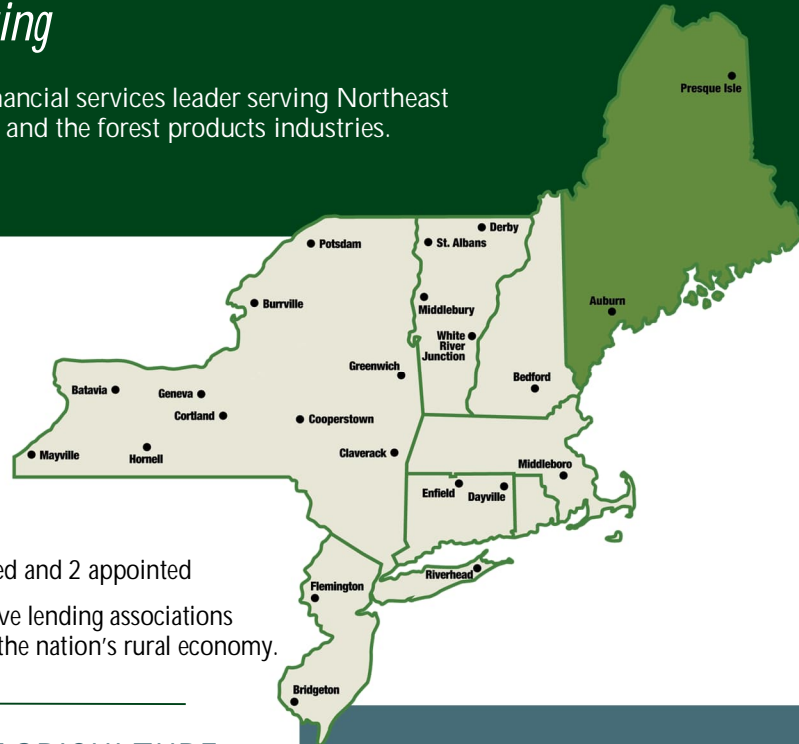 nancial services leader serving Northeast
and the forest products industries.
Presque Isle
Derby
Potsdam
St. Albans
Burrville
Middlebury
Auburn
White
River
Junction
Greenwich
Bedford
Batavia
Geneva
Cortland
Cooperstown
Mayville
Hornell
Claverack
Middleboro
Enfield
Dayville
ed and 2 appointed
Riverhead
Flemington
ve lending associations
the nation's rural economy.
Bridgeton